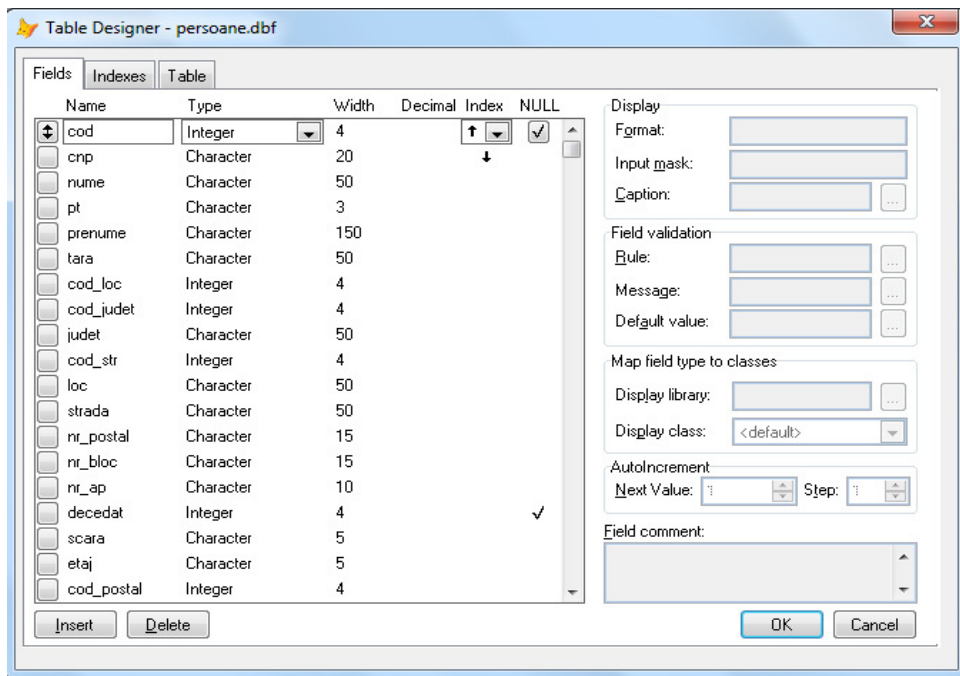 Table Designer - persoane.dbf
Fields Indexes Table
Name Type Width Decimal Index NULL
cod Integer 4
cnp Character 20
nume Character 50
pt Character 3
prenume Character 150
tara Character 50
cod_loc Integer 4
cod_judet Integer 4
judet Character 50
cod_str Integer 4
loc Character 50
strada Character 50
nr_postal Character 15
nr_bloc Character 15
nr_ap Character 10
decedat Integer 4
scara Character 5
etaj Character 5
cod_postal Integer 4
Display
Format:
Input mask:
Caption: ...
Field validation
Rule: ...
Message: ...
Default value: ...
Map field type to classes
Display library: ...
Display class: <default>
AutoIncrement
Next Value: 1 Step: 1
Field comment:
Insert Delete OK Cancel